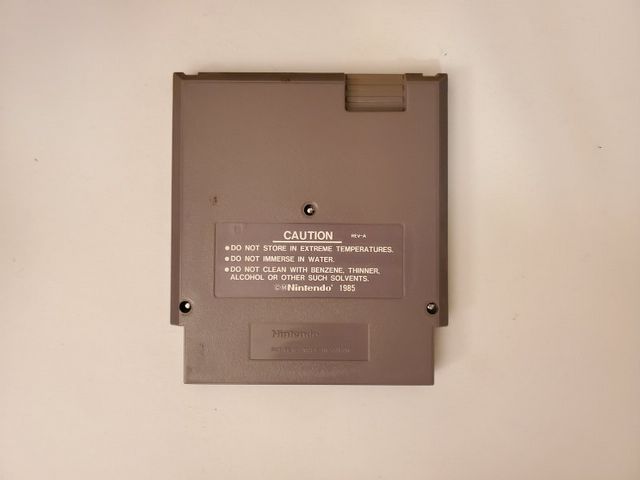 CAUTION REV-A
●DO NOT STORE IN EXTREME TEMPERATURES.
●DO NOT IMMERSE IN WATER.
●DO NOT CLEAN WITH BENZENE, THINNER,
ALCOHOL OR OTHER SUCH SOLVENTS.
Nintendo® 1985
Nintendo